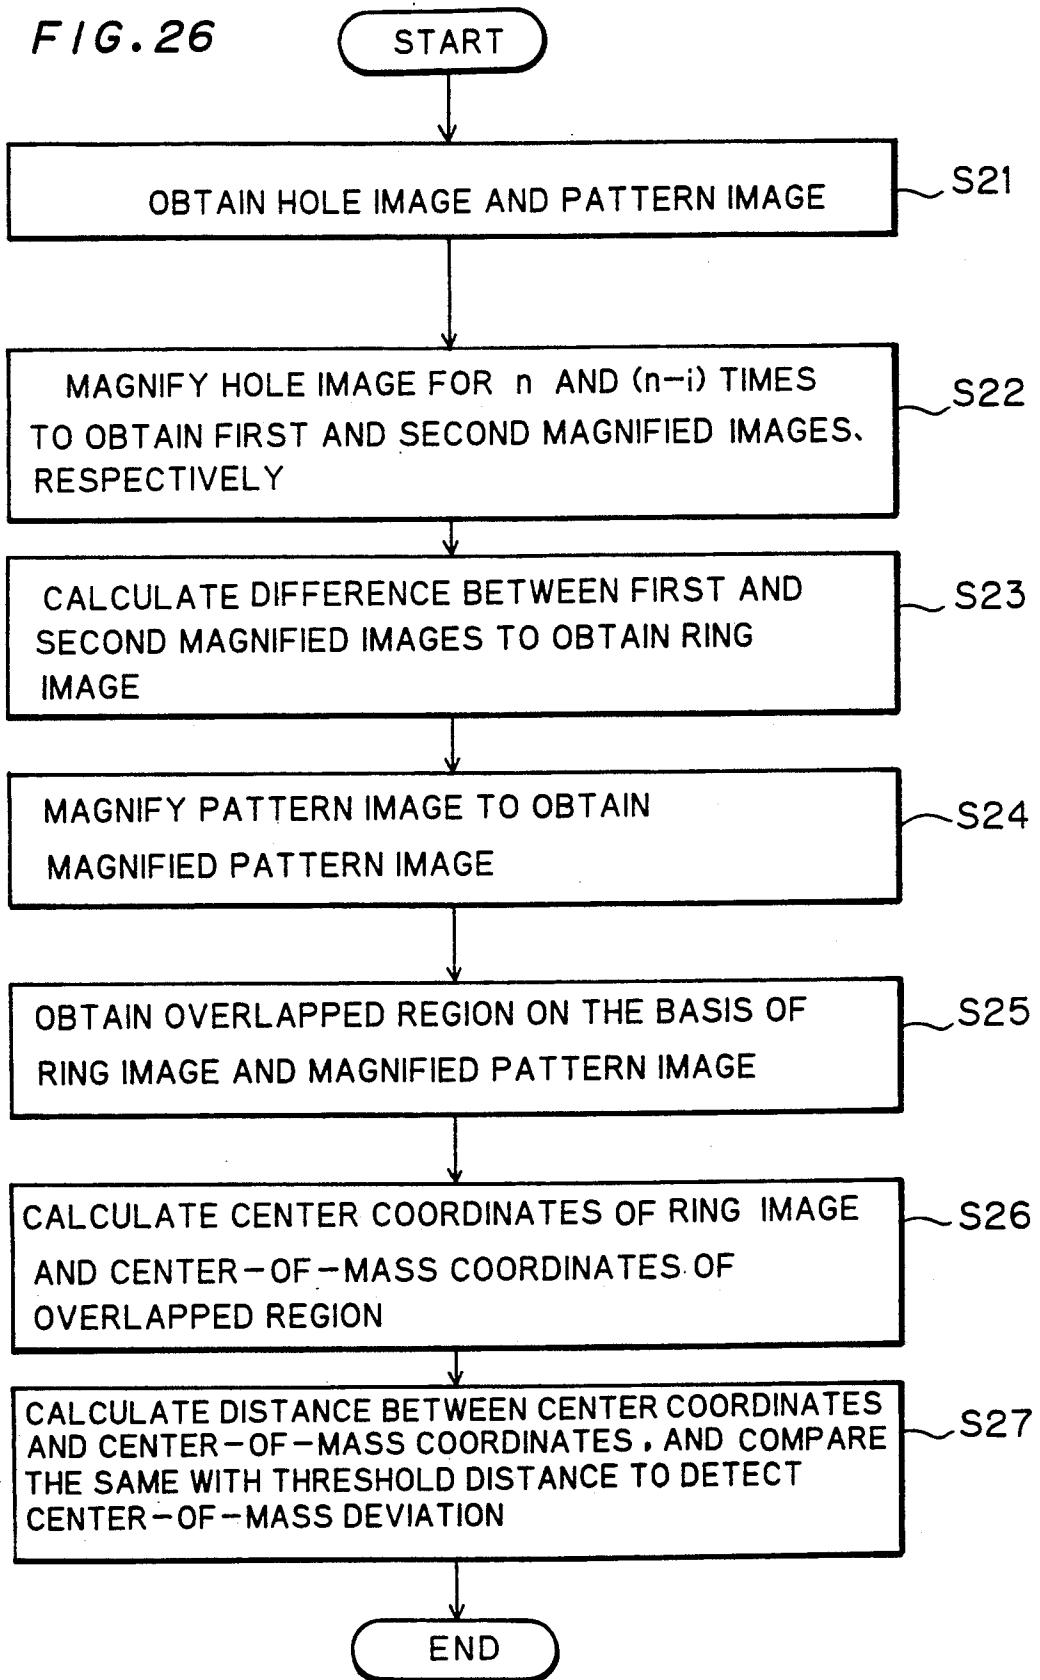 FIG.26
START
OBTAIN HOLE IMAGE AND PATTERN IMAGE
S21
MAGNIFY HOLE IMAGE FOR n AND (n-i) TIMES
TO OBTAIN FIRST AND SECOND MAGNIFIED IMAGES、
RESPECTIVELY
S22
CALCULATE DIFFERENCE BETWEEN FIRST AND
SECOND MAGNIFIED IMAGES TO OBTAIN RING
IMAGE
S23
MAGNIFY PATTERN IMAGE TO OBTAIN
MAGNIFIED PATTERN IMAGE
S24
OBTAIN OVERLAPPED REGION ON THE BASIS OF
RING IMAGE AND MAGNIFIED PATTERN IMAGE
S25
CALCULATE CENTER COORDINATES OF RING IMAGE
AND CENTER-OF-MASS COORDINATES OF
OVERLAPPED REGION
S26
CALCULATE DISTANCE BETWEEN CENTER COORDINATES
AND CENTER-OF-MASS COORDINATES, AND COMPARE
THE SAME WITH THRESHOLD DISTANCE TO DETECT
CENTER-OF-MASS DEVIATION
S27
END